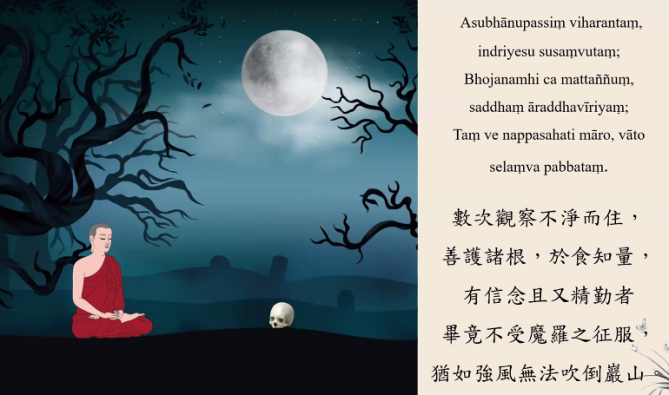 Asubhānupassiṃ viharantaṃ,
indriyesu susaṃvutaṃ;
Bhojanamhi ca mattaññuṃ,
saddhaṃ āraddhavīriyaṃ;
Taṃ ve nappasahati māro, vāto
selaṃva pabbataṃ.
數次觀察不淨而住，
善護諸根，於食知量，
有信念且又精勤者
畢竟不受魔羅之征服，
猶如強風無法吹倒巖山。